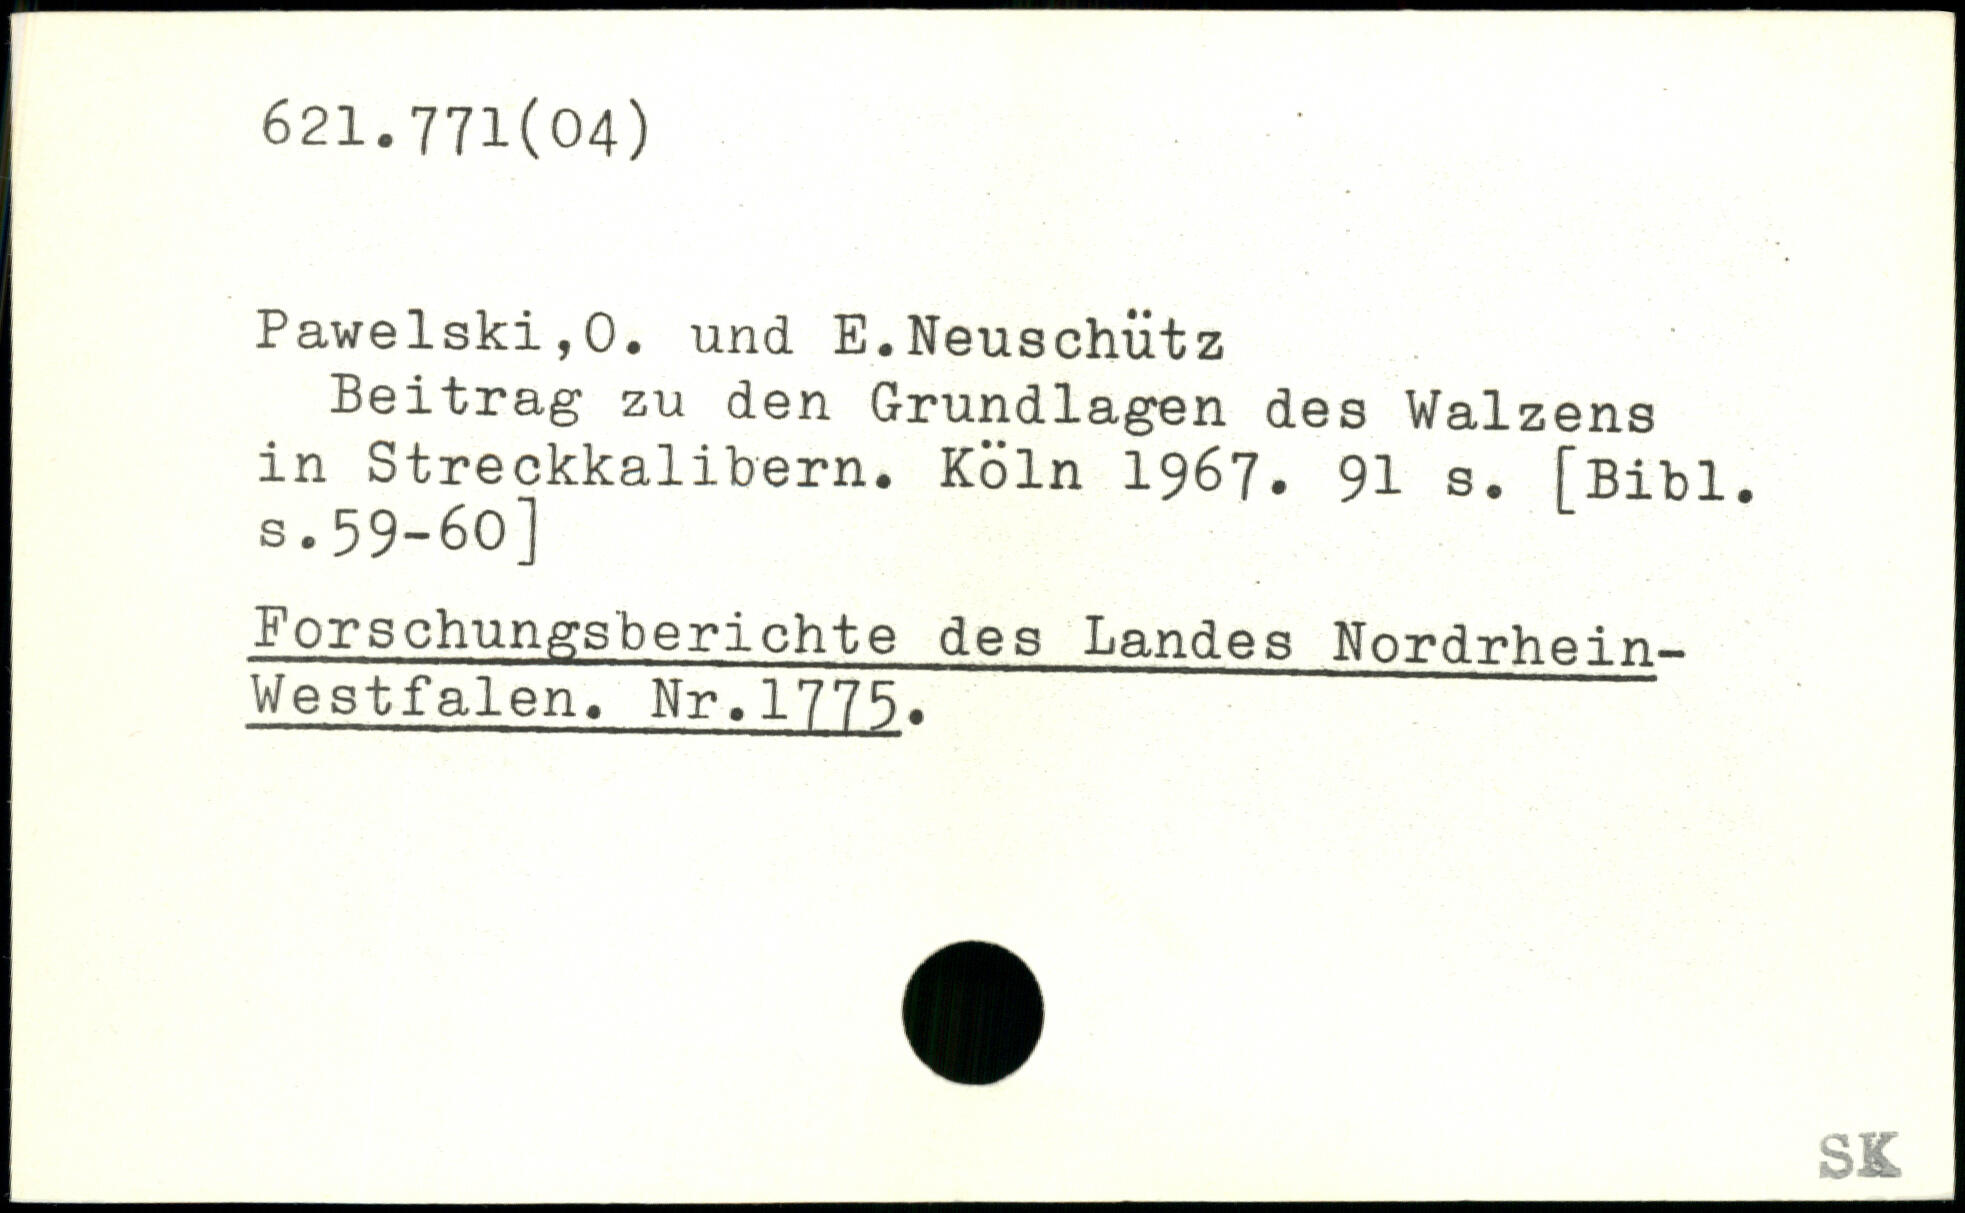 621.771(04)
Pawelski,O. und E.Neuschütz
Beitrag zu den Grundlagen des Walzens
in Streckkalibern. Köln 1967. 91 s. [Bibl.
s.59-60]
Forschungsberichte des Landes Nordrhein-
Westfalen. Nr.1775.
SK